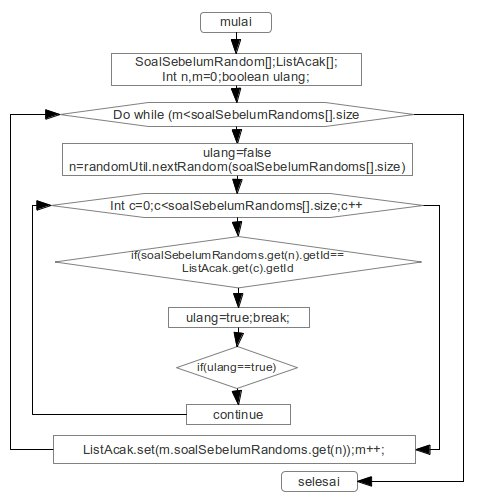 mulai
SoalSebelumRandom[];ListAcak[];
Int n,m=0;boolean ulang;
Do while (m<soalSebelumRandoms[].size
ulang=false
n=randomUtil.nextRandom(soalSebelumRandoms[].size)
Int c=0;c<soalSebelumRandoms[].size;c++
if(soalSebelumRandoms.get(n).getId==
ListAcak.get(c).getId
ulang=true;break;
if(ulang==true)
continue
ListAcak.set(m.soalSebelumRandoms.get(n));m++;
selesai